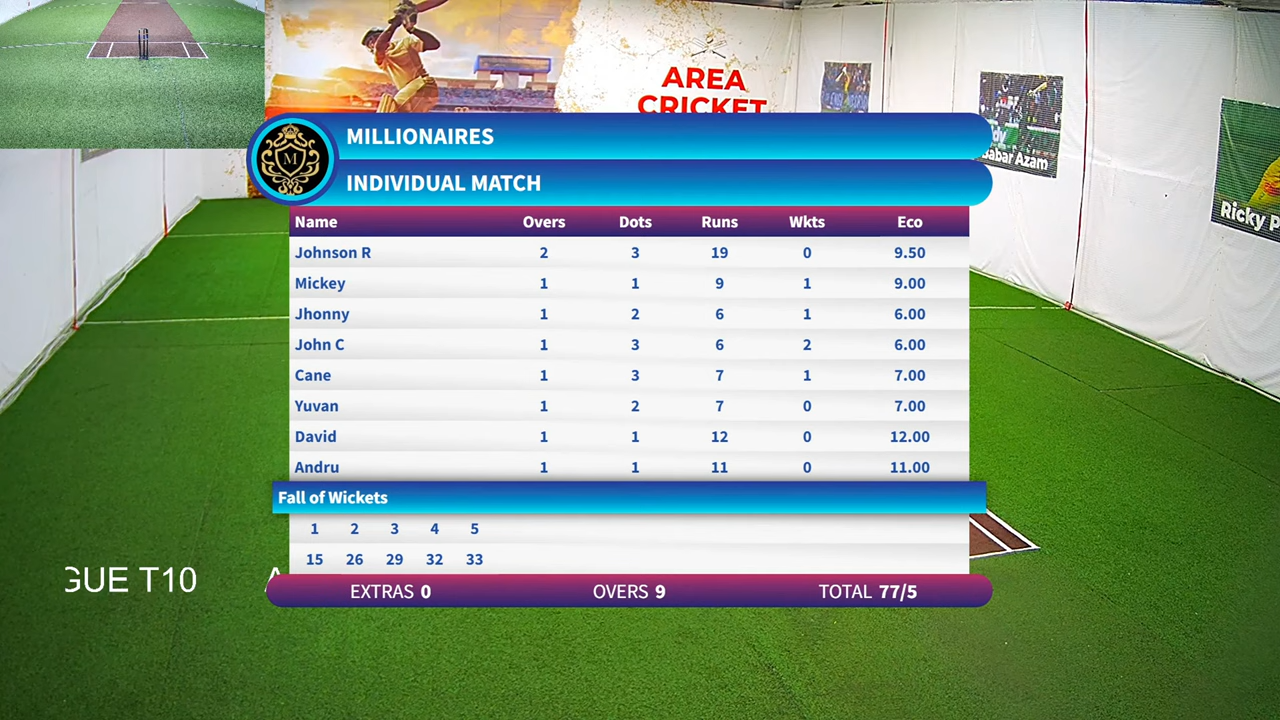 AREA
CRICKET
Babar Azam
Ricky P
MILLIONAIRES
M
INDIVIDUAL MATCH
Name Overs Dots Runs Wkts Eco
Johnson R 2 3 19 0 9.50
Mickey 1 1 9 1 9.00
Jhonny 1 2 6 1 6.00
John C 1 3 6 2 6.00
Cane 1 3 7 1 7.00
Yuvan 1 2 7 0 7.00
David 1 1 12 0 12.00
Andru 1 1 11 0 11.00
Fall of Wickets
1 2 3 4 5
15 26 29 32 33
GUE T10
EXTRAS 0 OVERS 9 TOTAL 77/5